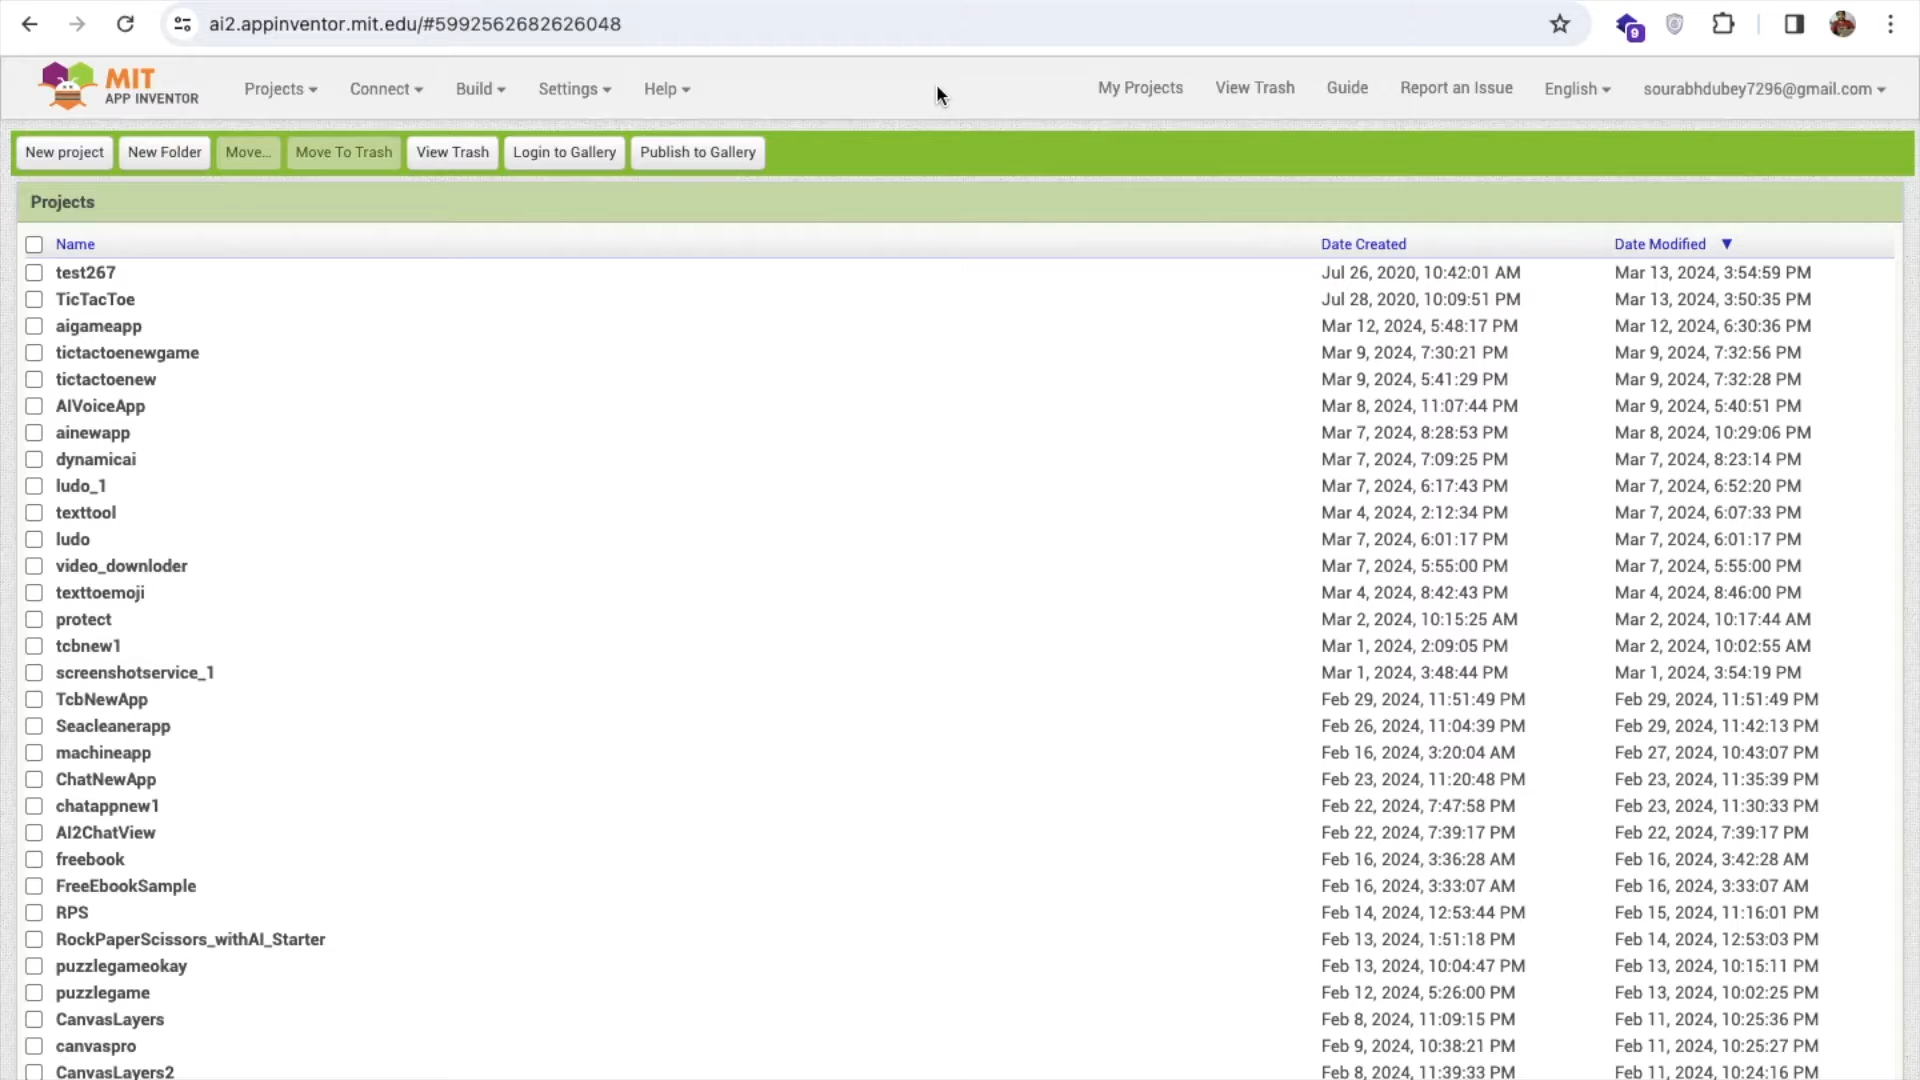 ai2.appinventor.mit.edu/#5992562682626048
9
MIT
APP INVENTOR
Projects Connect Build Settings Help My Projects View Trash Guide Report an Issue English sourabhdubey7296@gmail.com
New project New Folder Move... Move To Trash View Trash Login to Gallery Publish to Gallery
Projects
Name Date Created Date Modified ▼
test267 Jul 26, 2020, 10:42:01 AM Mar 13, 2024, 3:54:59 PM
TicTacToe Jul 28, 2020, 10:09:51 PM Mar 13, 2024, 3:50:35 PM
aigameapp Mar 12, 2024, 5:48:17 PM Mar 12, 2024, 6:30:36 PM
tictactoenewgame Mar 9, 2024, 7:30:21 PM Mar 9, 2024, 7:32:56 PM
tictactoenew Mar 9, 2024, 5:41:29 PM Mar 9, 2024, 7:32:28 PM
AIVoiceApp Mar 8, 2024, 11:07:44 PM Mar 9, 2024, 5:40:51 PM
ainewapp Mar 7, 2024, 8:28:53 PM Mar 8, 2024, 10:29:06 PM
dynamicai Mar 7, 2024, 7:09:25 PM Mar 7, 2024, 8:23:14 PM
ludo_1 Mar 7, 2024, 6:17:43 PM Mar 7, 2024, 6:52:20 PM
texttool Mar 4, 2024, 2:12:34 PM Mar 7, 2024, 6:07:33 PM
ludo Mar 7, 2024, 6:01:17 PM Mar 7, 2024, 6:01:17 PM
video_downloder Mar 7, 2024, 5:55:00 PM Mar 7, 2024, 5:55:00 PM
texttoemoji Mar 4, 2024, 8:42:43 PM Mar 4, 2024, 8:46:00 PM
protect Mar 2, 2024, 10:15:25 AM Mar 2, 2024, 10:17:44 AM
tcbnew1 Mar 1, 2024, 2:09:05 PM Mar 2, 2024, 10:02:55 AM
screenshotservice_1 Mar 1, 2024, 3:48:44 PM Mar 1, 2024, 3:54:19 PM
TcbNewApp Feb 29, 2024, 11:51:49 PM Feb 29, 2024, 11:51:49 PM
Seacleanerapp Feb 26, 2024, 11:04:39 PM Feb 29, 2024, 11:42:13 PM
machineapp Feb 16, 2024, 3:20:04 AM Feb 27, 2024, 10:43:07 PM
ChatNewApp Feb 23, 2024, 11:20:48 PM Feb 23, 2024, 11:35:39 PM
chatappnew1 Feb 22, 2024, 7:47:58 PM Feb 23, 2024, 11:30:33 PM
AI2ChatView Feb 22, 2024, 7:39:17 PM Feb 22, 2024, 7:39:17 PM
freebook Feb 16, 2024, 3:36:28 AM Feb 16, 2024, 3:42:28 AM
FreeEbookSample Feb 16, 2024, 3:33:07 AM Feb 16, 2024, 3:33:07 AM
RPS Feb 14, 2024, 12:53:44 PM Feb 15, 2024, 11:16:01 PM
RockPaperScissors_withAI_Starter Feb 13, 2024, 1:51:18 PM Feb 14, 2024, 12:53:03 PM
puzzlegameokay Feb 13, 2024, 10:04:47 PM Feb 13, 2024, 10:15:11 PM
puzzlegame Feb 12, 2024, 5:26:00 PM Feb 13, 2024, 10:02:25 PM
CanvasLayers Feb 8, 2024, 11:09:15 PM Feb 11, 2024, 10:25:36 PM
canvaspro Feb 9, 2024, 10:38:21 PM Feb 11, 2024, 10:25:27 PM
CanvasLayers2 Feb 8, 2024, 11:39:33 PM Feb 11, 2024, 10:24:16 PM